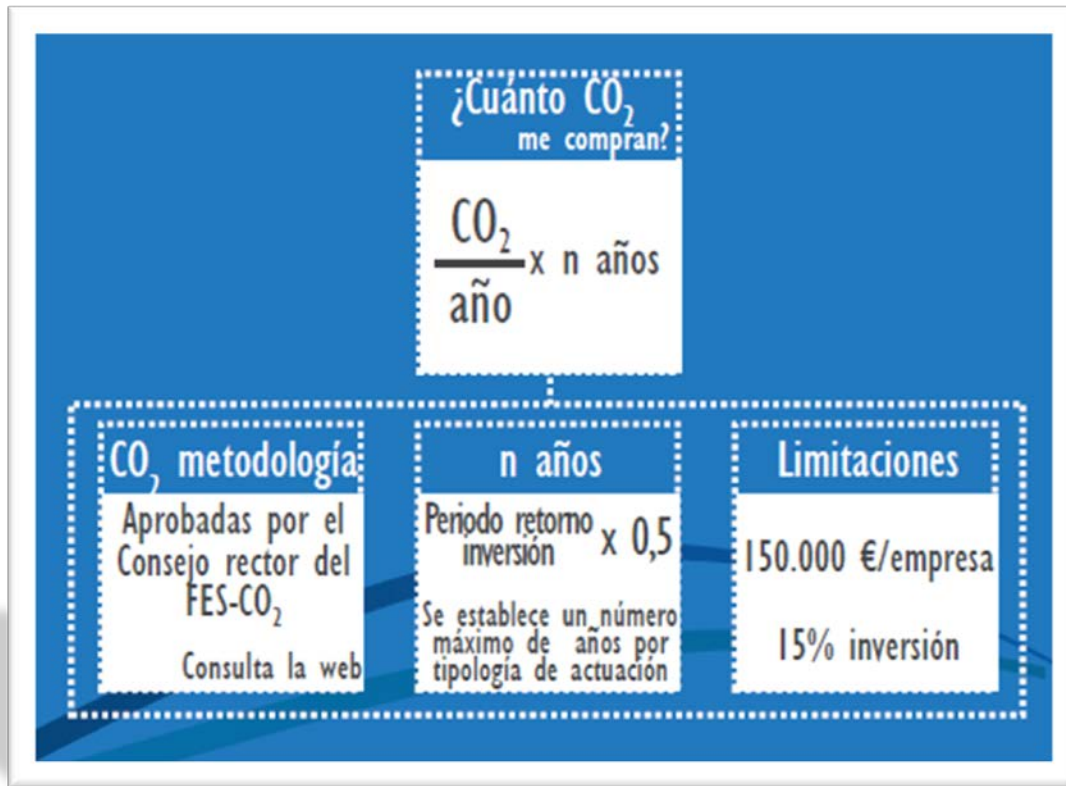 ¿Cuánto CO₂
me compran?
CO₂
año
x n años
CO₂ metodología
Aprobadas por el
Consejo rector del
FES-CO₂
Consulta la web
n años
Periodo retorno
inversión
x 0,5
Se establece un número
máximo de años por
tipología de actuación
Limitaciones
150.000 €/empresa
15% inversión